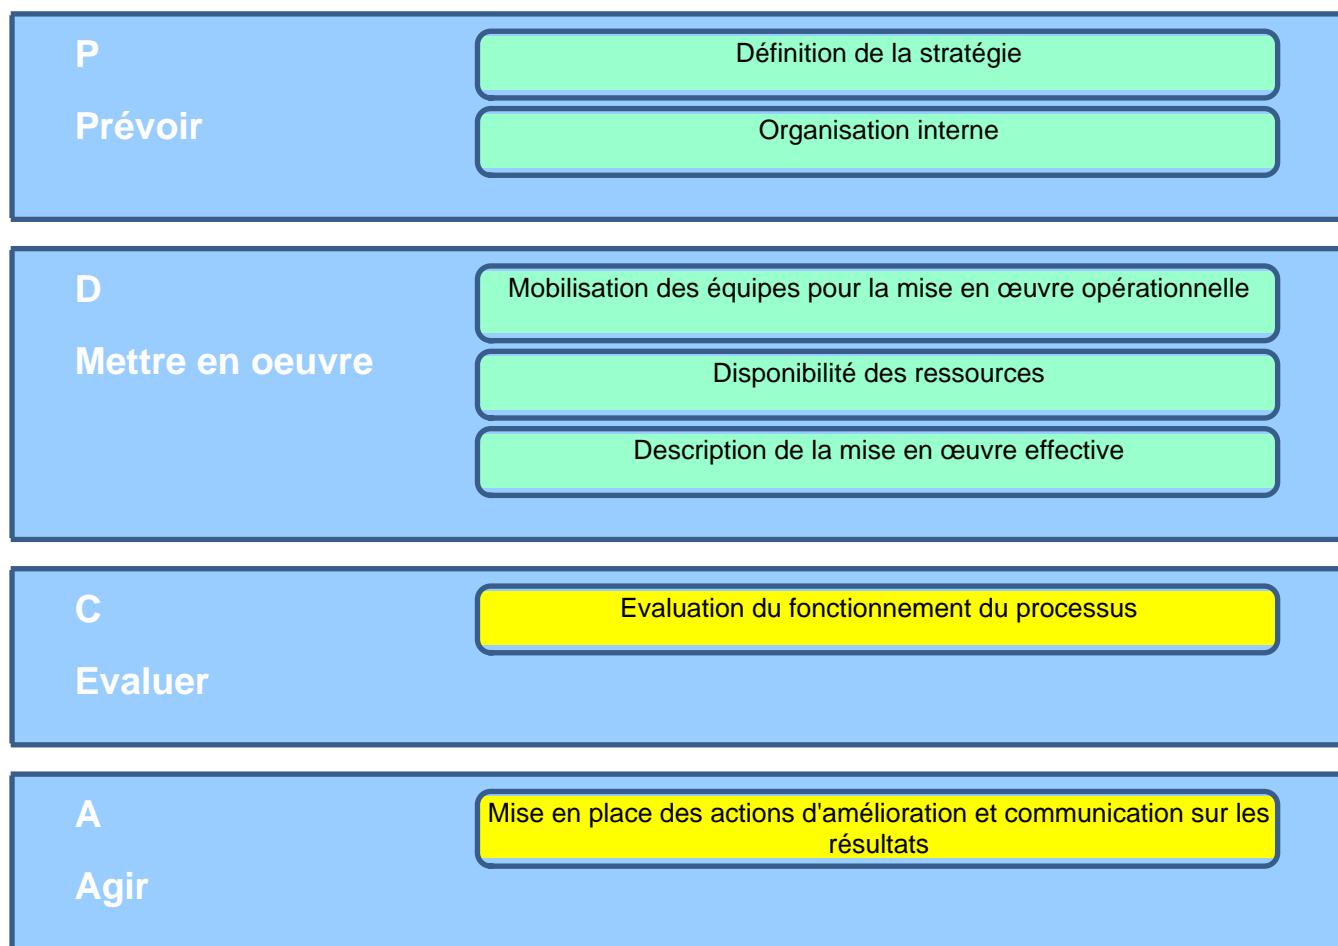 P
Prévoir
Définition de la stratégie
Organisation interne
D
Mettre en oeuvre
Mobilisation des équipes pour la mise en œuvre opérationnelle
Disponibilité des ressources
Description de la mise en œuvre effective
C
Evaluer
Evaluation du fonctionnement du processus
A
Agir
Mise en place des actions d'amélioration et communication sur les
résultats